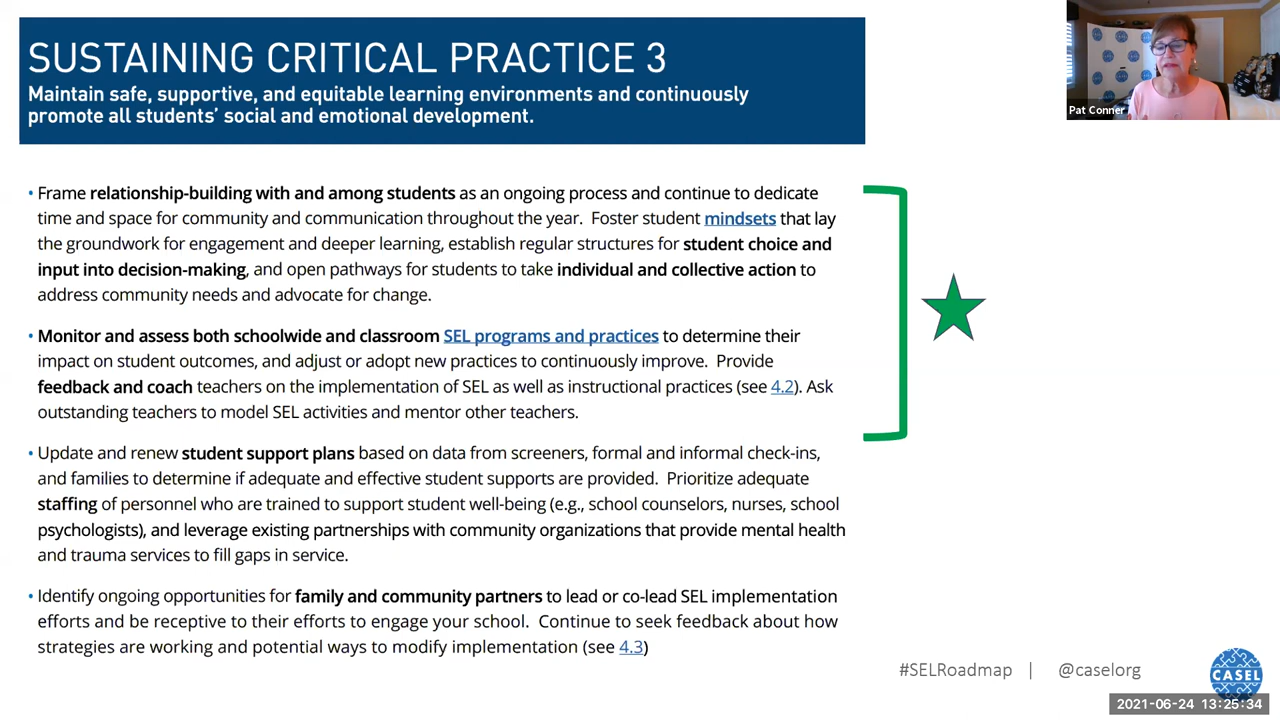 SUSTAINING CRITICAL PRACTICE 3
Maintain safe, supportive, and equitable learning environments and continuously
promote all students’ social and emotional development.
• Frame relationship-building with and among students as an ongoing process and continue to dedicate
time and space for community and communication throughout the year.  Foster student mindsets that lay
the groundwork for engagement and deeper learning, establish regular structures for student choice and
input into decision-making, and open pathways for students to take individual and collective action to
address community needs and advocate for change.
• Monitor and assess both schoolwide and classroom SEL programs and practices to determine their
impact on student outcomes, and adjust or adopt new practices to continuously improve.  Provide
feedback and coach teachers on the implementation of SEL as well as instructional practices (see 4.2). Ask
outstanding teachers to model SEL activities and mentor other teachers.
• Update and renew student support plans based on data from screeners, formal and informal check-ins,
and families to determine if adequate and effective student supports are provided.  Prioritize adequate
staffing of personnel who are trained to support student well-being (e.g., school counselors, nurses, school
psychologists), and leverage existing partnerships with community organizations that provide mental health
and trauma services to fill gaps in service.
• Identify ongoing opportunities for family and community partners to lead or co-lead SEL implementation
efforts and be receptive to their efforts to engage your school.  Continue to seek feedback about how
strategies are working and potential ways to modify implementation (see 4.3)
Pat Conner
CASEL
#SELRoadmap | @caselorg
CASEL
2021-06-24 13:25:34